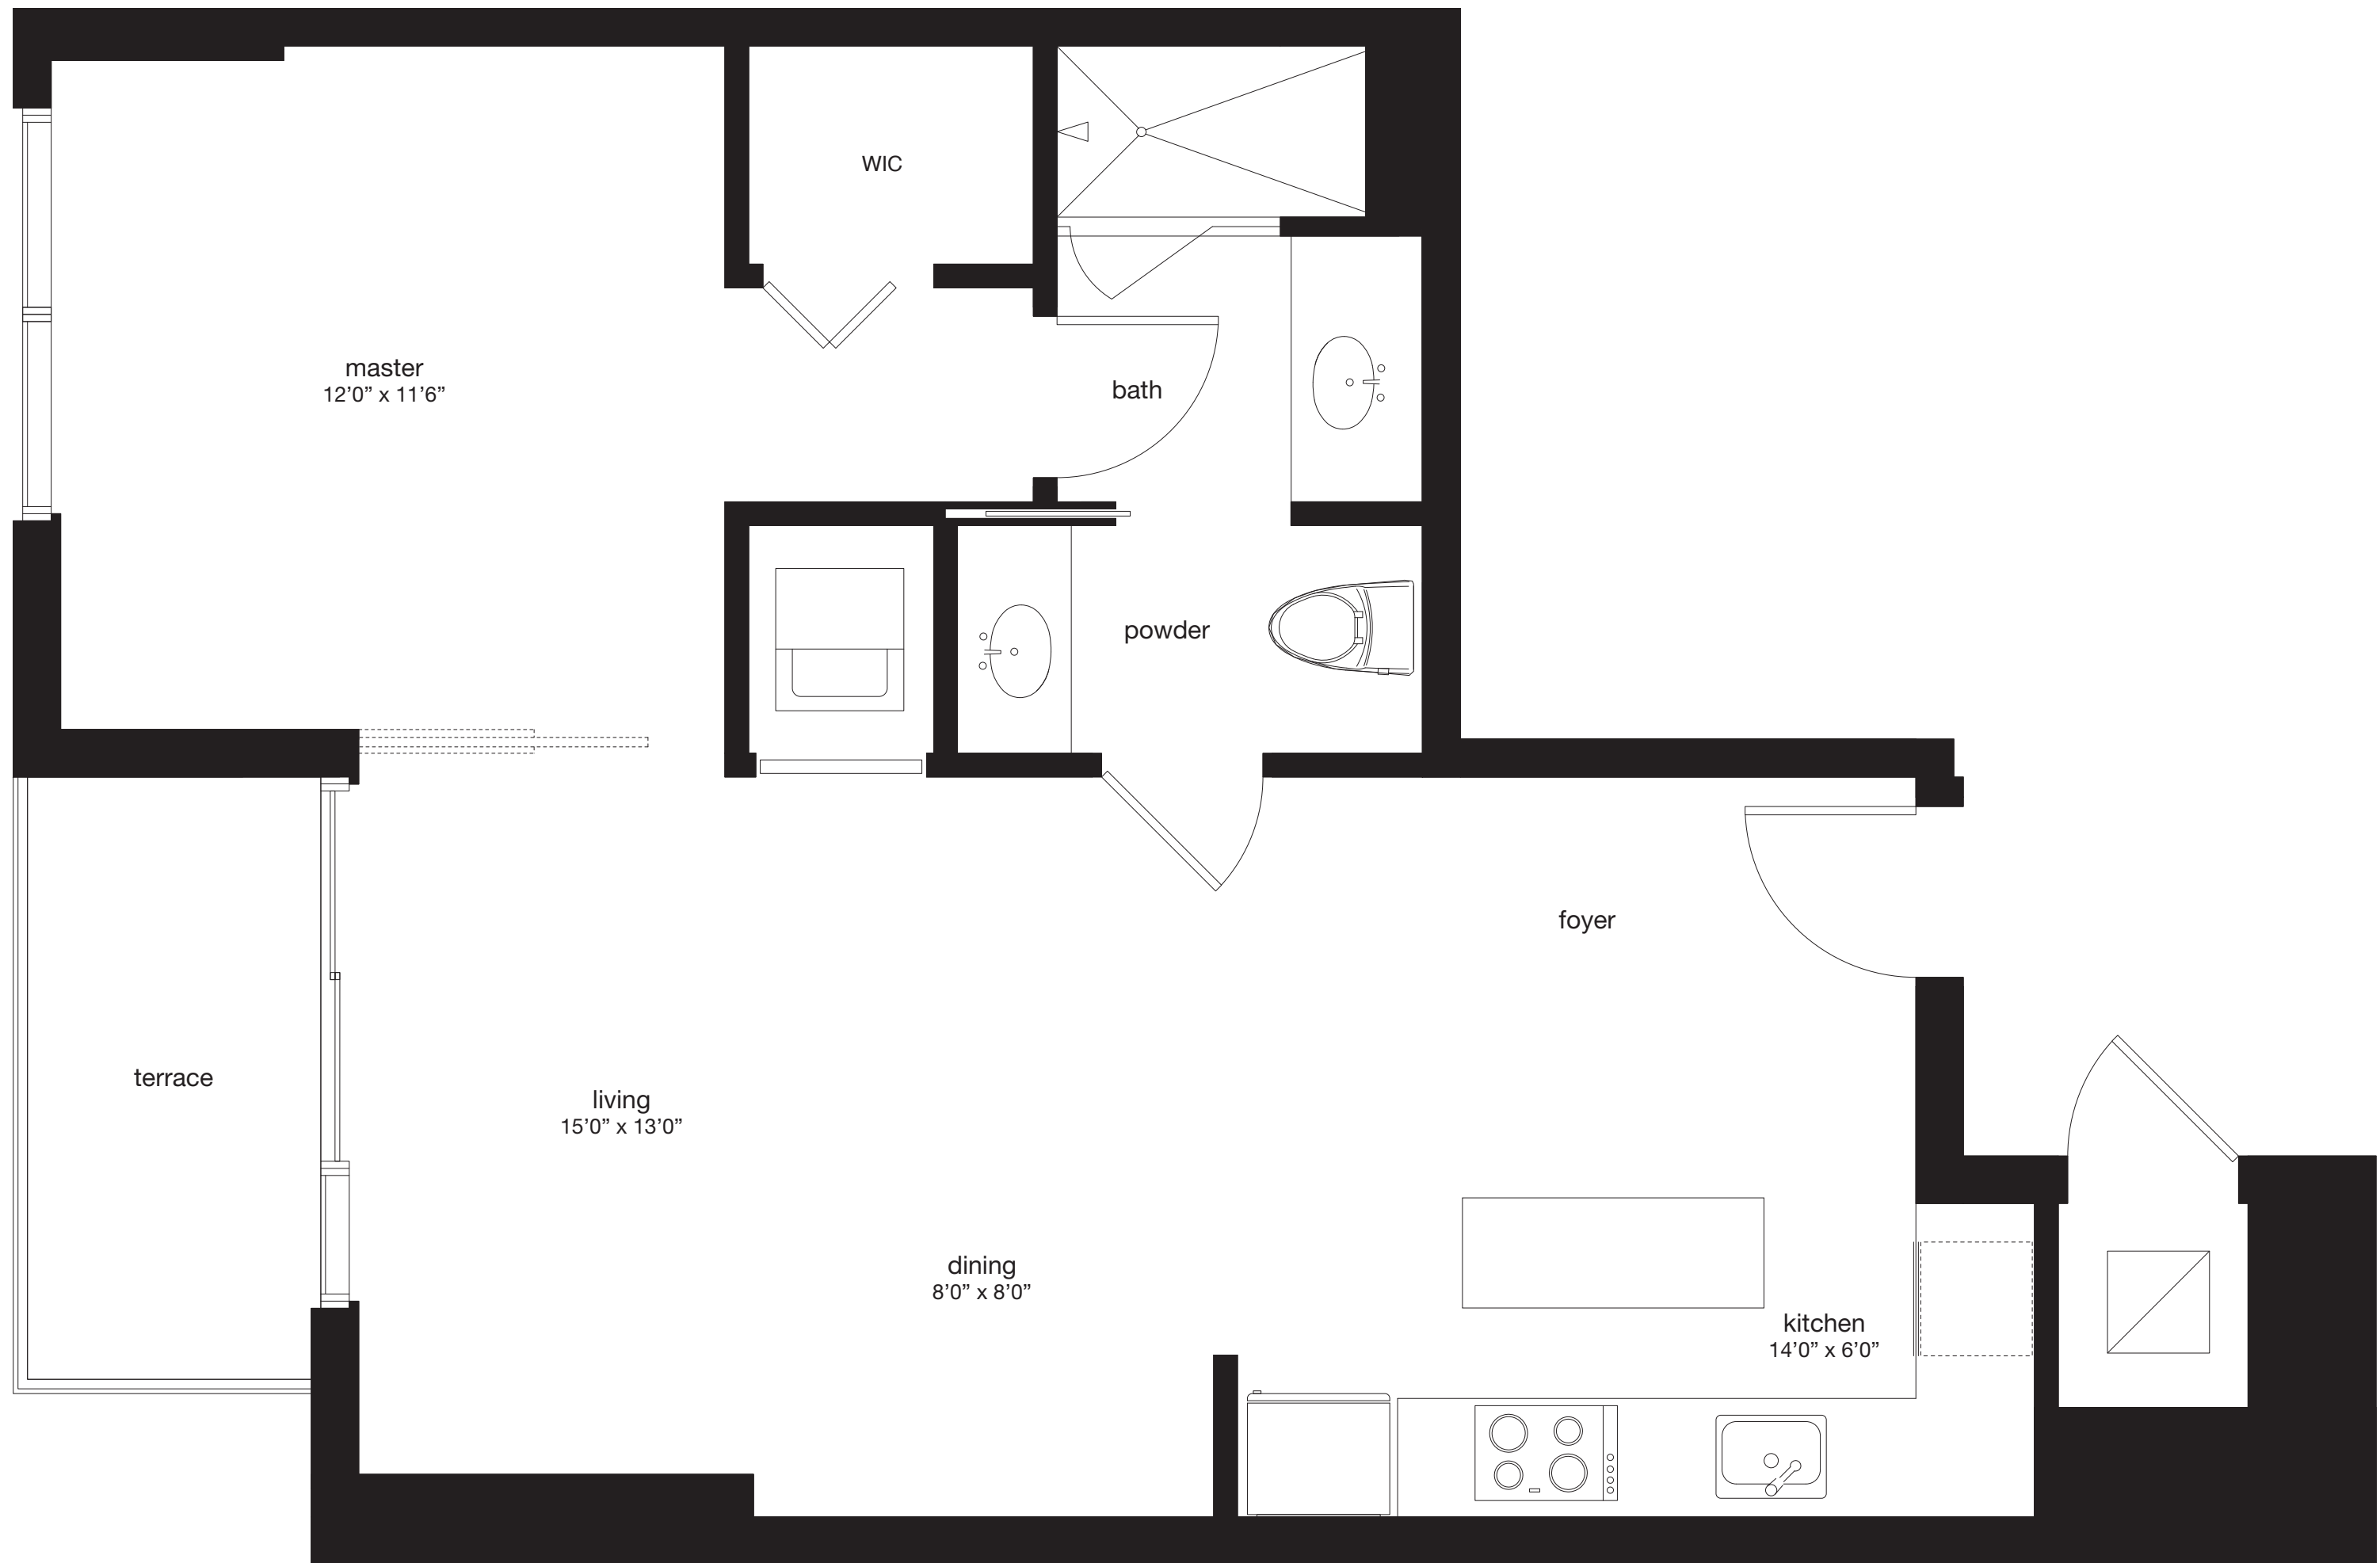 WIC
master
12’0” x 11’6”
bath
powder
foyer
terrace
living
15’0” x 13’0”
dining
8’0” x 8’0”
kitchen
14’0” x 6’0”